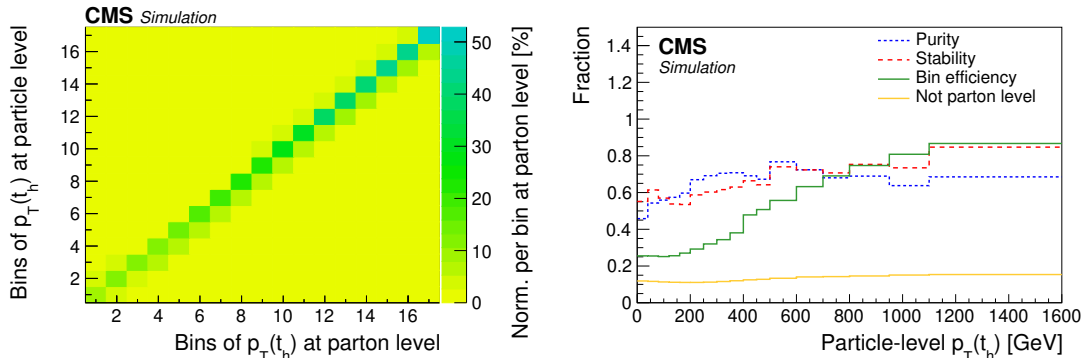 CMS Simulation
Bins of p_T(t_h) at particle level
16
14
12
10
8
6
4
2
2 4 6 8 10 12 14 16
Bins of p_T(t_h) at parton level
50
40
30
20
10
0
Norm. per bin at parton level [%]
CMS
Simulation
Purity
Stability
Bin efficiency
Not parton level
Fraction
1.4
1.2
1
0.8
0.6
0.4
0.2
0
0 200 400 600 800 1000 1200 1400 1600
Particle-level p_T(t_h) [GeV]